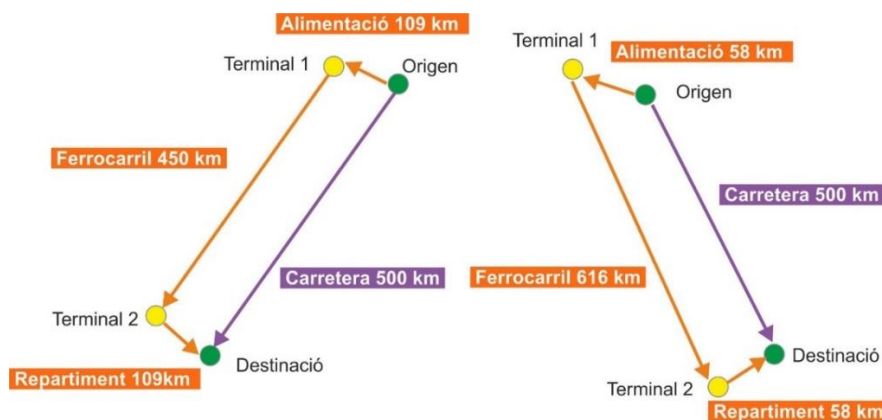 Alimentació 109 km
Terminal 1
Origen
Ferrocarril 450 km
Carretera 500 km
Terminal 2
Destinació
Repartiment 109km
Terminal 1
Alimentació 58 km
Origen
Carretera 500 km
Ferrocarril 616 km
Destinació
Terminal 2
Repartiment 58 km